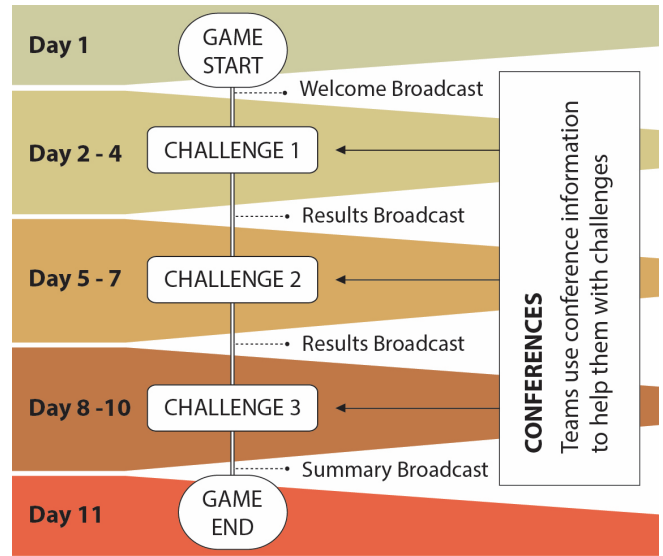 Day 1
GAME
START
Welcome Broadcast
Day 2 - 4
CHALLENGE 1
Results Broadcast
Day 5 - 7
CHALLENGE 2
Results Broadcast
Day 8 -10
CHALLENGE 3
Summary Broadcast
Day 11
GAME
END
CONFERENCES
Teams use conference information
to help them with challenges